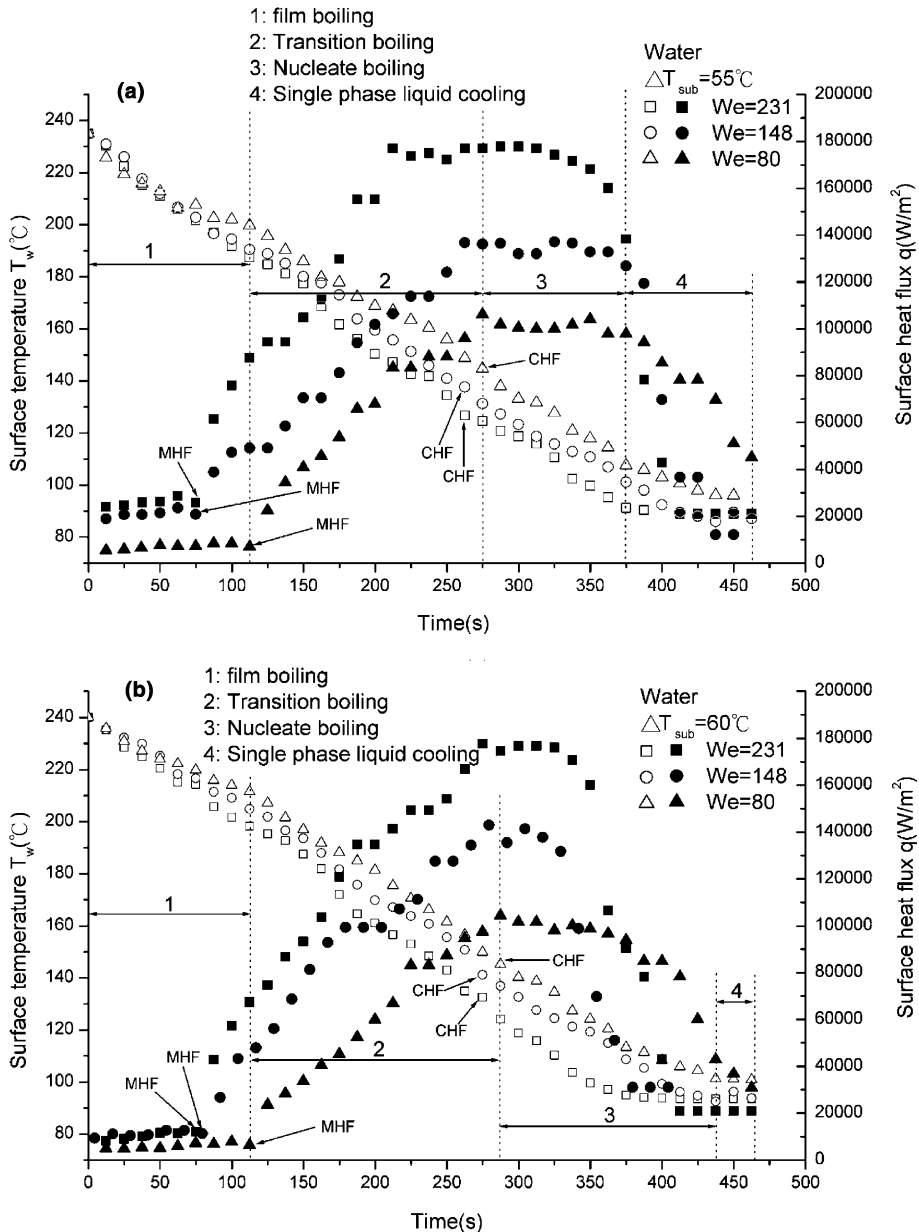 1: film boiling
2: Transition boiling
3: Nucleate boiling
4: Single phase liquid cooling
(a)
Water
△T sub=55℃
We=231
We=148
We=80
240
220
200
180
160
140
120
100
80
Surface temperature T w(℃)
200000
180000
160000
140000
120000
100000
80000
60000
40000
20000
0
Surface heat flux q(W/m²)
1
2
3
4
CHF
CHF
CHF
MHF
MHF
MHF
0 50 100 150 200 250 300 350 400 450 500
Time(s)
(b)
1: film boiling
2: Transition boiling
3: Nucleate boiling
4: Single phase liquid cooling
Water
△T sub=60℃
We=231
We=148
We=80
240
220
200
180
160
140
120
100
80
Surface temperature T w(℃)
200000
180000
160000
140000
120000
100000
80000
60000
40000
20000
0
Surface heat flux q(W/m²)
1
2
3
4
CHF
CHF
CHF
MHF
MHF
MHF
0 50 100 150 200 250 300 350 400 450 500
Time(s)